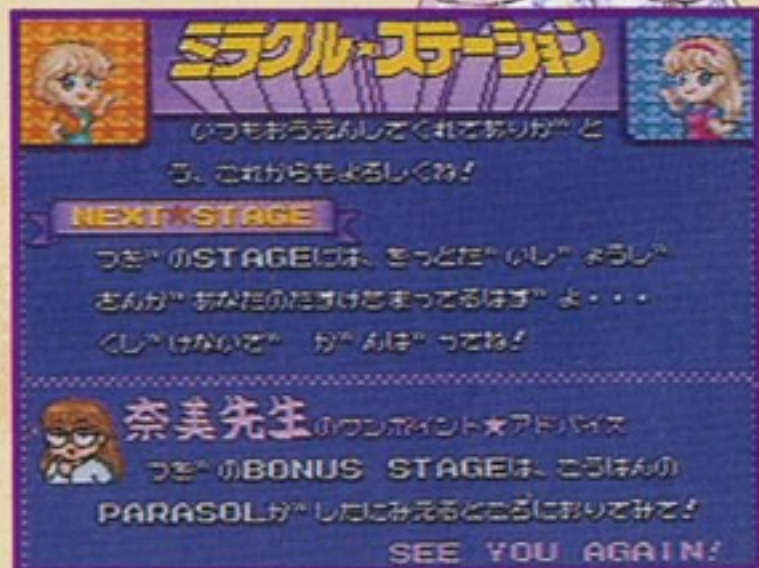 ミラクル★ステーション
いつもおうえんしてくれてありが゛と
う、これからもよろしくね!
NEXT★STAGE
つぎ゛のSTAGEには、きっとだ゛いし゛ょうし゛
さんが゛あなたのたすけをまってるはず゛よ・・・
くし゛けないで゛ が゛んは゛ってね!
奈美先生のワンポイント★アドバイス
つぎ゛のBONUS STAGEは、こうはんの
PARASOLが゛したにみえるところにおりてみて!
SEE YOU AGAIN!